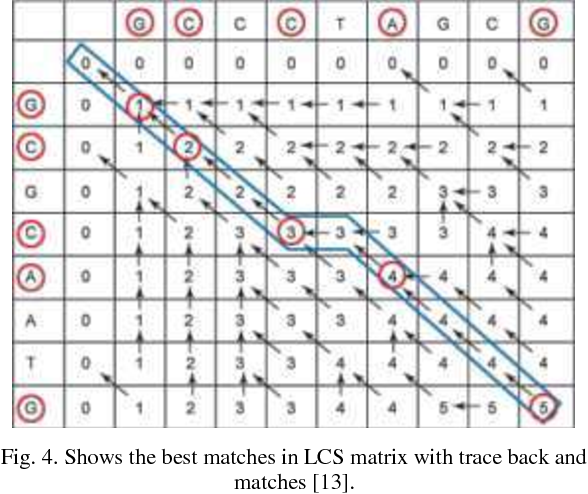 G C C C T A G C G
0 0 0 0 0 0 0 0 0 0
G 0 1 1 1 1 1 1 1 1 1
C 0 1 2 2 2 2 2 2 2 2
G 0 1 2 2 2 2 2 3 3 3
C 0 1 2 3 3 3 3 3 4 4
A 0 1 2 3 3 3 4 4 4 4
A 0 1 2 3 3 3 4 4 4 4
T 0 1 2 3 3 4 4 4 4 4
G 0 1 2 3 3 4 4 5 5 5
Fig. 4. Shows the best matches in LCS matrix with trace back and
matches [13].